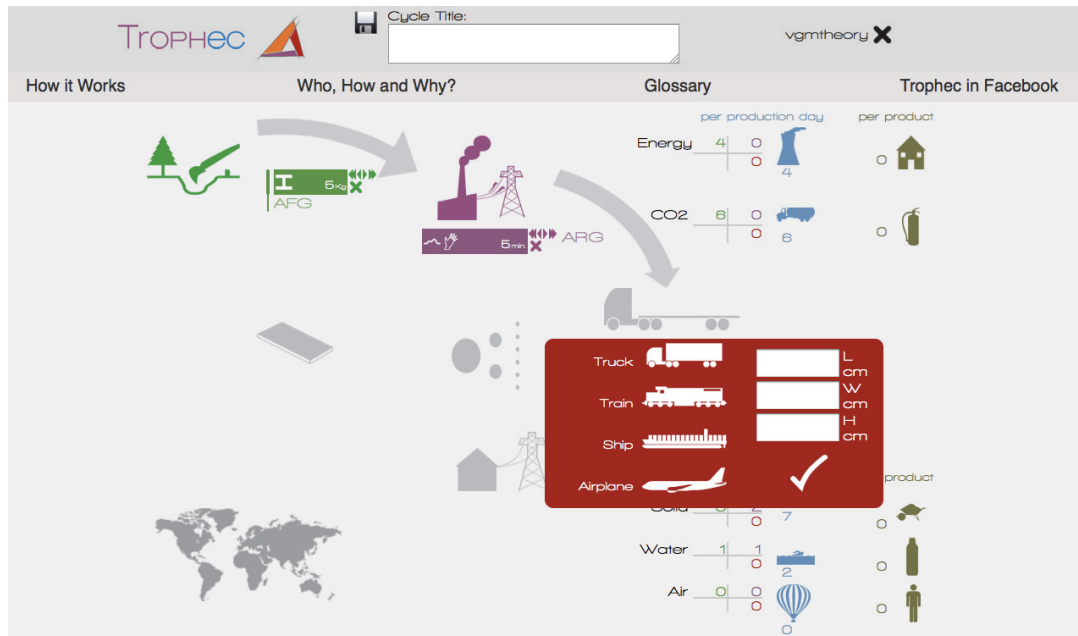 Cycle Title:
TROPHEC
vgmtheory
How it Works Who, How and Why? Glossary Trophec in Facebook
per production day per product
Energy 4 0
0
4
0
5Kg
AFG
CO2 6 0
0
6
0
5min
ARG
Truck
L
cm
Train
W
cm
Ship
H
cm
Airplane
product
0
7
0
Water 1 1
0
2
0
Air 0 0
0
0
0